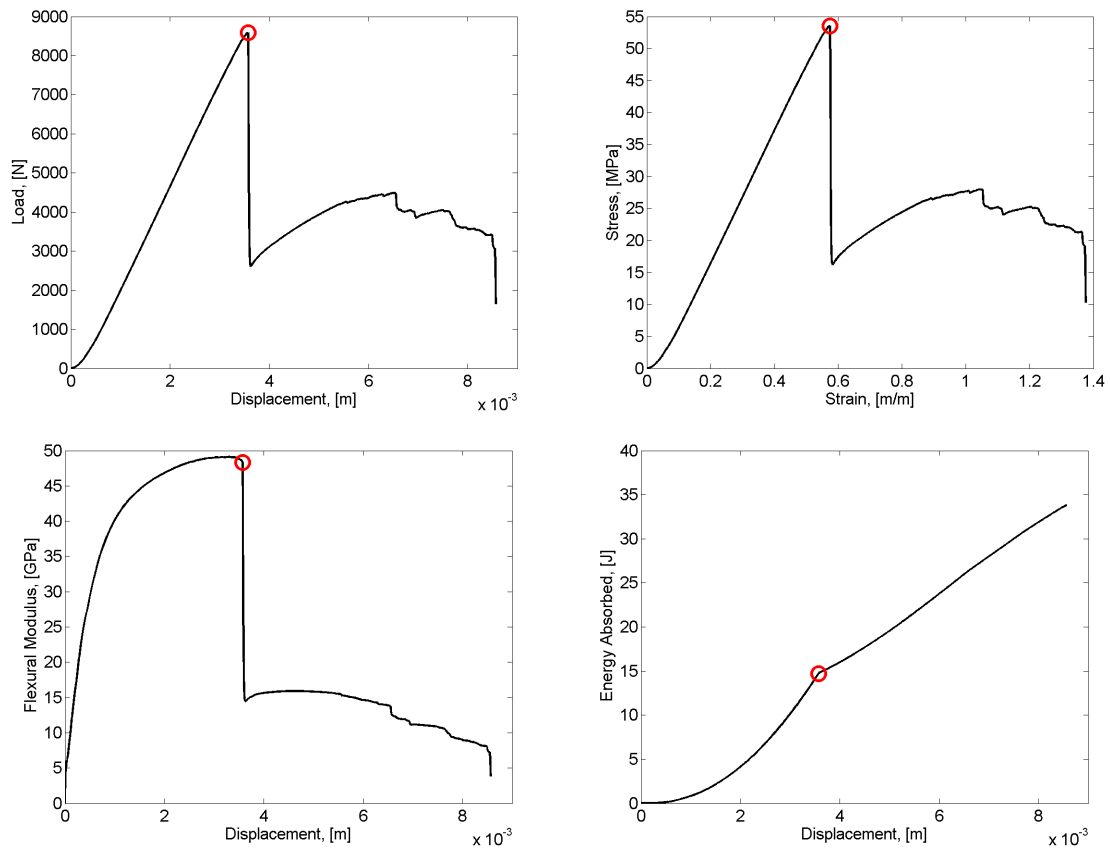 9000
8000
7000
6000
5000
4000
3000
2000
1000
0
Load, [N]
0 2 4 6 8
Displacement, [m]
x 10^-3
55
50
45
40
35
30
25
20
15
10
5
0
Stress, [MPa]
0 0.2 0.4 0.6 0.8 1 1.2 1.4
Strain, [m/m]
50
45
40
35
30
25
20
15
10
5
0
Flexural Modulus, [GPa]
0 2 4 6 8
Displacement, [m]
x 10^-3
40
35
30
25
20
15
10
5
0
Energy Absorbed, [J]
0 2 4 6 8
Displacement, [m]
x 10^-3